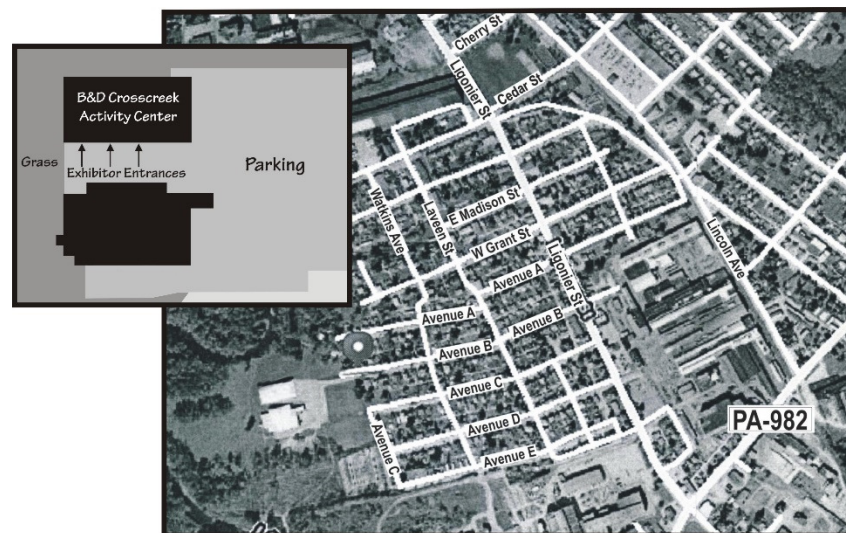 B&D Crosscreek
Activity Center
Grass
Exhibitor Entrances
Parking
Cherry St
Ligonier St
Cedar St
Watkins Ave
Laveen St
E Madison St
W Grant St
Ligonier St
Lincoln Ave
Avenue A
Avenue A
Avenue B
Avenue B
Avenue C
Avenue C
Avenue D
Avenue E
PA-982